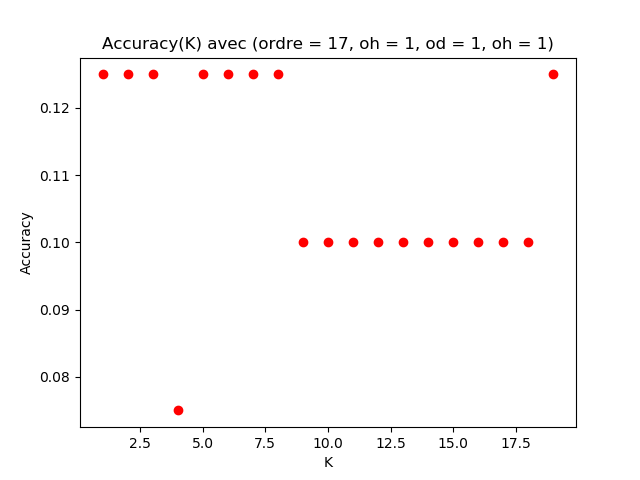 Accuracy(K) avec (ordre = 17, oh = 1, od = 1, oh = 1)
0.12
0.11
0.10
0.09
0.08
Accuracy
2.5 5.0 7.5 10.0 12.5 15.0 17.5
K